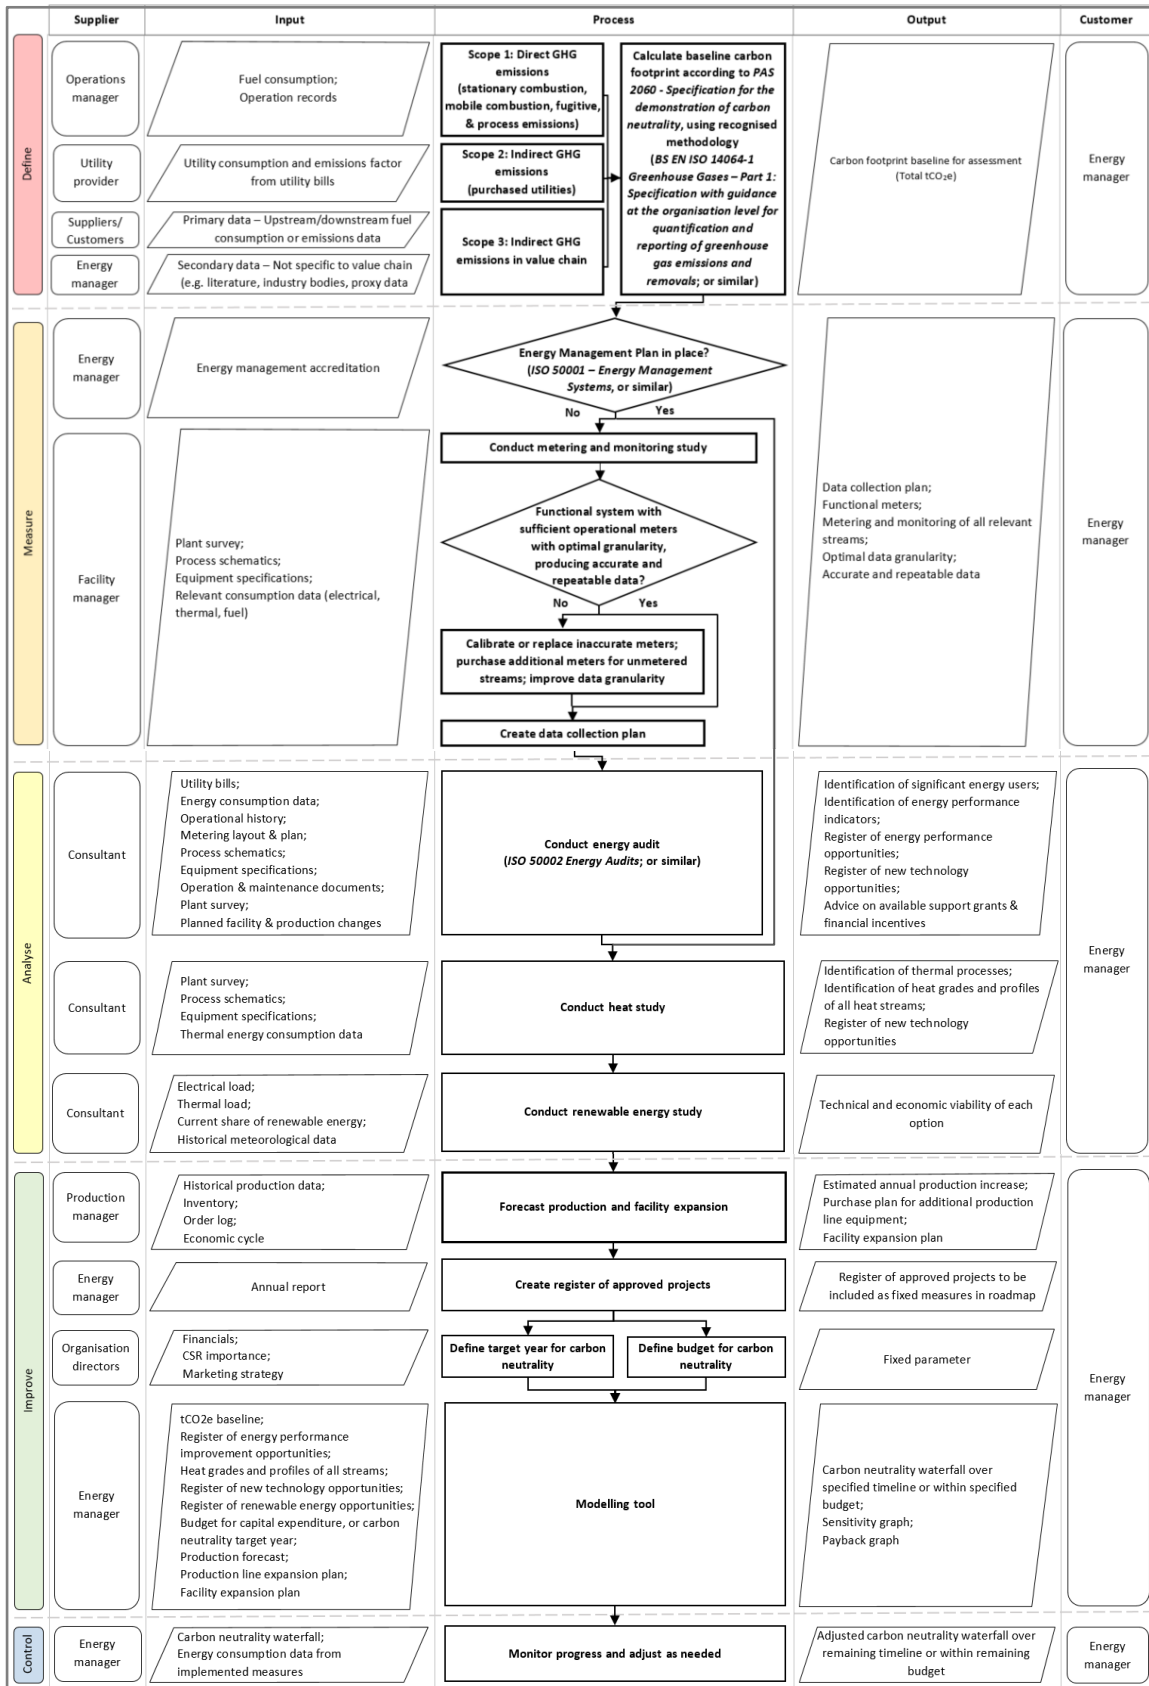 Supplier
Input
Process
Output
Customer
Define
Operations
manager
Fuel consumption;
Operation records
Scope 1: Direct GHG
emissions
(stationary combustion,
mobile combustion, fugitive,
& process emissions)
Calculate baseline carbon
footprint according to PAS
2060 - Specification for the
demonstration of carbon
neutrality, using recognised
methodology
(BS EN ISO 14064-1
Greenhouse Gases – Part 1:
Specification with guidance
at the organisation level for
quantification and
reporting of greenhouse
gas emissions and
removals; or similar)
Carbon footprint baseline for assessment
(Total tCO₂e)
Energy
manager
Utility
provider
Utility consumption and emissions factor
from utility bills
Scope 2: Indirect GHG
emissions
(purchased utilities)
Suppliers/
Customers
Primary data – Upstream/downstream fuel
consumption or emissions data
Scope 3: Indirect GHG
emissions in value chain
Energy
manager
Secondary data – Not specific to value chain
(e.g. literature, industry bodies, proxy data
Measure
Energy
manager
Energy management accreditation
Energy Management Plan in place?
(ISO 50001 – Energy Management
Systems, or similar)
No
Yes
Energy
manager
Conduct metering and monitoring study
Facility
manager
Plant survey;
Process schematics;
Equipment specifications;
Relevant consumption data (electrical,
thermal, fuel)
Functional system with
sufficient operational meters
with optimal granularity,
producing accurate and
repeatable data?
No
Yes
Data collection plan;
Functional meters;
Metering and monitoring of all relevant
streams;
Optimal data granularity;
Accurate and repeatable data
Energy
manager
Calibrate or replace inaccurate meters;
purchase additional meters for unmetered
streams; improve data granularity
Create data collection plan
Analyse
Consultant
Utility bills;
Energy consumption data;
Operational history;
Metering layout & plan;
Process schematics;
Equipment specifications;
Operation & maintenance documents;
Plant survey;
Planned facility & production changes
Conduct energy audit
(ISO 50002 Energy Audits; or similar)
Identification of significant energy users;
Identification of energy performance
indicators;
Register of energy performance
opportunities;
Register of new technology
opportunities;
Advice on available support grants &
financial incentives
Energy
manager
Consultant
Plant survey;
Process schematics;
Equipment specifications;
Thermal energy consumption data
Conduct heat study
Identification of thermal processes;
Identification of heat grades and profiles
of all heat streams;
Register of new technology
opportunities
Consultant
Electrical load;
Thermal load;
Current share of renewable energy;
Historical meteorological data
Conduct renewable energy study
Technical and economic viability of each
option
Improve
Production
manager
Historical production data;
Inventory;
Order log;
Economic cycle
Forecast production and facility expansion
Estimated annual production increase;
Purchase plan for additional production
line equipment;
Facility expansion plan
Energy
manager
Energy
manager
Annual report
Create register of approved projects
Register of approved projects to be
included as fixed measures in roadmap
Organisation
directors
Financials;
CSR importance;
Marketing strategy
Define target year for carbon
neutrality
Define budget for carbon
neutrality
Fixed parameter
Energy
manager
tCO2e baseline;
Register of energy performance
improvement opportunities;
Heat grades and profiles of all streams;
Register of new technology opportunities;
Register of renewable energy opportunities;
Budget for capital expenditure, or carbon
neutrality target year;
Production forecast;
Production line expansion plan;
Facility expansion plan
Modelling tool
Carbon neutrality waterfall over
specified timeline or within specified
budget;
Sensitivity graph;
Payback graph
Control
Energy
manager
Carbon neutrality waterfall;
Energy consumption data from
implemented measures
Monitor progress and adjust as needed
Adjusted carbon neutrality waterfall over
remaining timeline or within remaining
budget
Energy
manager